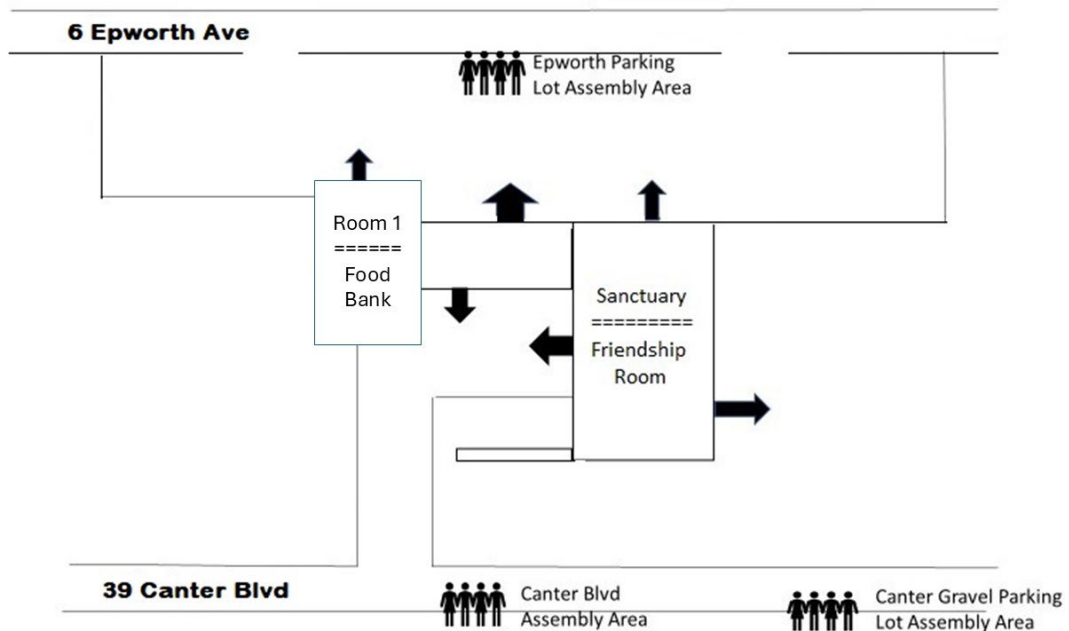 6 Epworth Ave
Epworth Parking
Lot Assembly Area
Room 1
======
Food
Bank
Sanctuary
=========
Friendship
Room
39 Canter Blvd
Canter Blvd
Assembly Area
Canter Gravel Parking
Lot Assembly Area